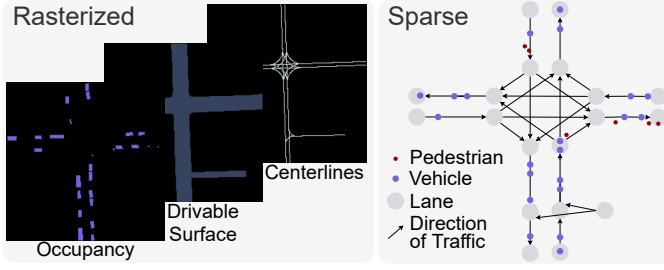 Rasterized
Occupancy
Drivable
Surface
Centerlines
Sparse
Pedestrian
Vehicle
Lane
Direction
of Traffic